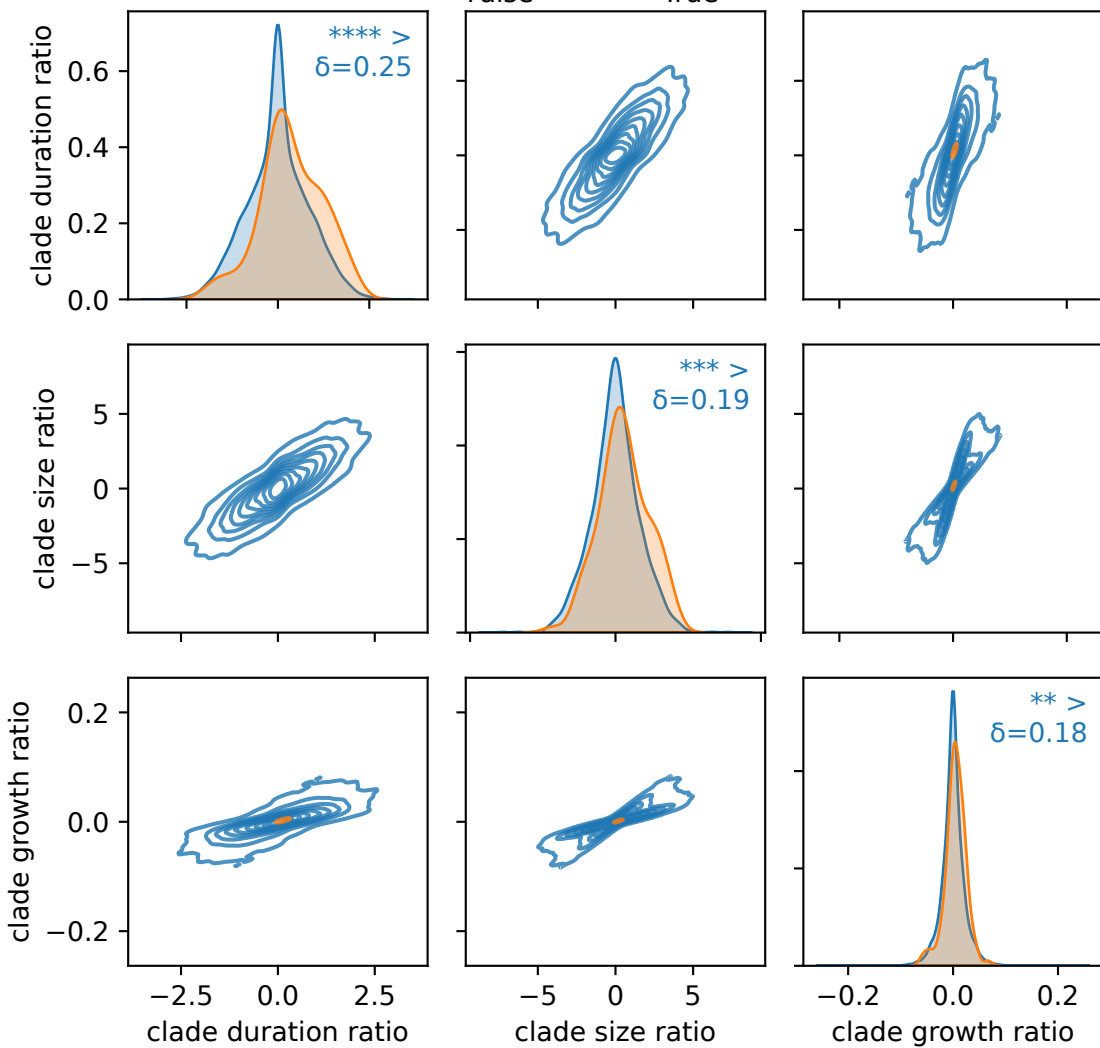 clade duration ratio
0.6
0.4
0.2
0.0
**** >
δ=0.25
clade size ratio
5
0
−5
*** >
δ=0.19
clade growth ratio
0.2
0.0
−0.2
** >
δ=0.18
−2.5 0.0 2.5
−5 0 5
−0.2 0.0 0.2
clade duration ratio
clade size ratio
clade growth ratio